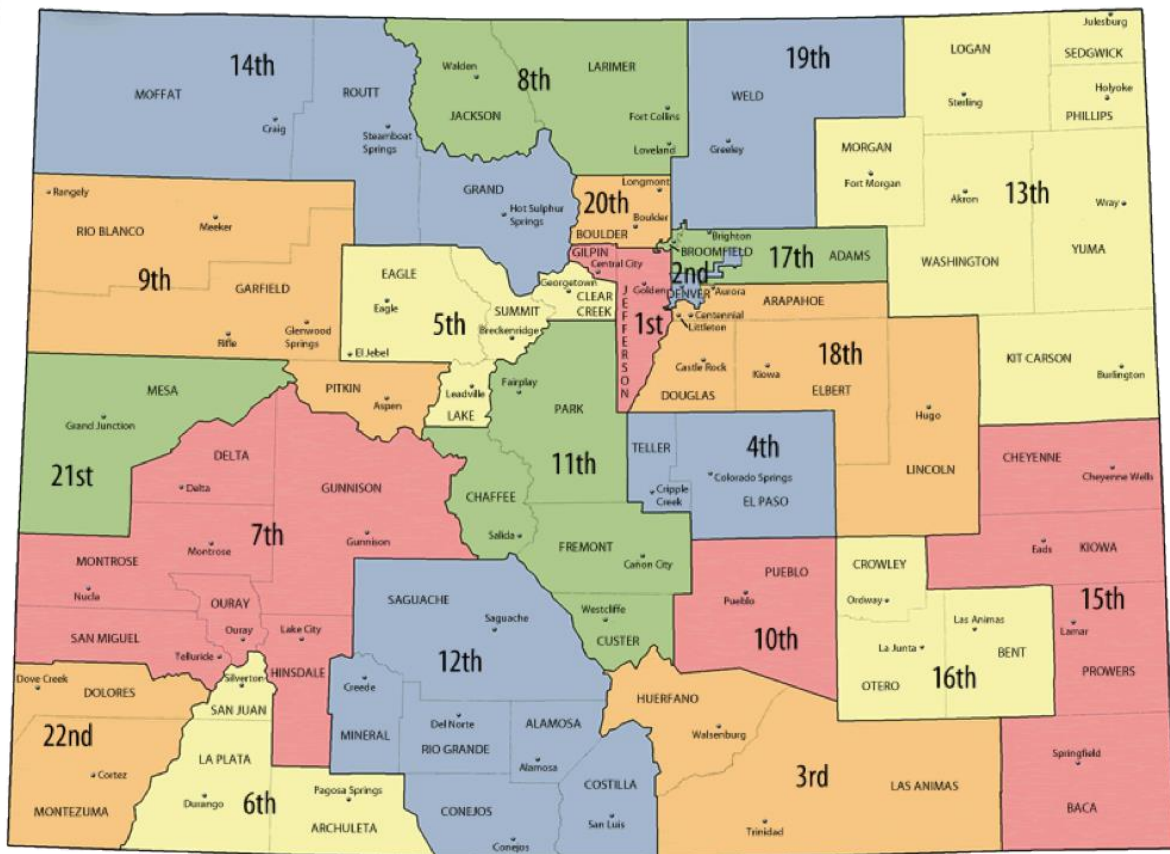 14th
MOFFAT
Craig
ROUTT
Steamboat
Springs
Walden
JACKSON
8th
LARIMER
Fort Collins
Loveland
GRAND
Hot Sulphur
Springs
19th
WELD
Greeley
LOGAN
Sterling
Julesburg
SEDGWICK
Holyoke
PHILLIPS
MORGAN
Fort Morgan
Akron
13th
Wray
WASHINGTON
YUMA
KIT CARSON
Burlington
Rangely
RIO BLANCO
Meeker
9th
GARFIELD
Rifle
Glenwood
Springs
PITKIN
Aspen
EAGLE
Eagle
5th
El Jebel
SUMMIT
Breckenridge
Georgetown
CLEAR
CREEK
Leadville
LAKE
Longmont
20th
Boulder
BOULDER
GILPIN
Central City
Golden
JEFFERSON
1st
Brighton
BROOMFIELD
2nd
DENVER
17th
ADAMS
Aurora
ARAPAHOE
Centennial
Littleton
18th
Castle Rock
DOUGLAS
Kiowa
ELBERT
Hugo
LINCOLN
MESA
Grand Junction
21st
DELTA
Delta
GUNNISON
7th
Gunnison
MONTROSE
Montrose
Nucla
OURAY
Ouray
SAN MIGUEL
Telluride
Lake City
HINSDALE
Fairplay
PARK
11th
CHAFFEE
Salida
FREMONT
Cañon City
Westcliffe
CUSTER
TELLER
Cripple
Creek
4th
Colorado Springs
EL PASO
CHEYENNE
Cheyenne Wells
Eads
KIOWA
15th
Lamar
PROWERS
Springfield
BACA
PUEBLO
Pueblo
10th
CROWLEY
Ordway
Las Animas
La Junta
BENT
OTERO
16th
SAGUACHE
Saguache
12th
Creede
MINERAL
Del Norte
RIO GRANDE
ALAMOSA
Alamosa
CONEJOS
Conejos
COSTILLA
San Luis
HUERFANO
Walsenburg
3rd
LAS ANIMAS
Trinidad
Dove Creek
DOLORES
22nd
Cortez
MONTEZUMA
Silverton
SAN JUAN
LA PLATA
Durango
6th
Pagosa Springs
ARCHULETA